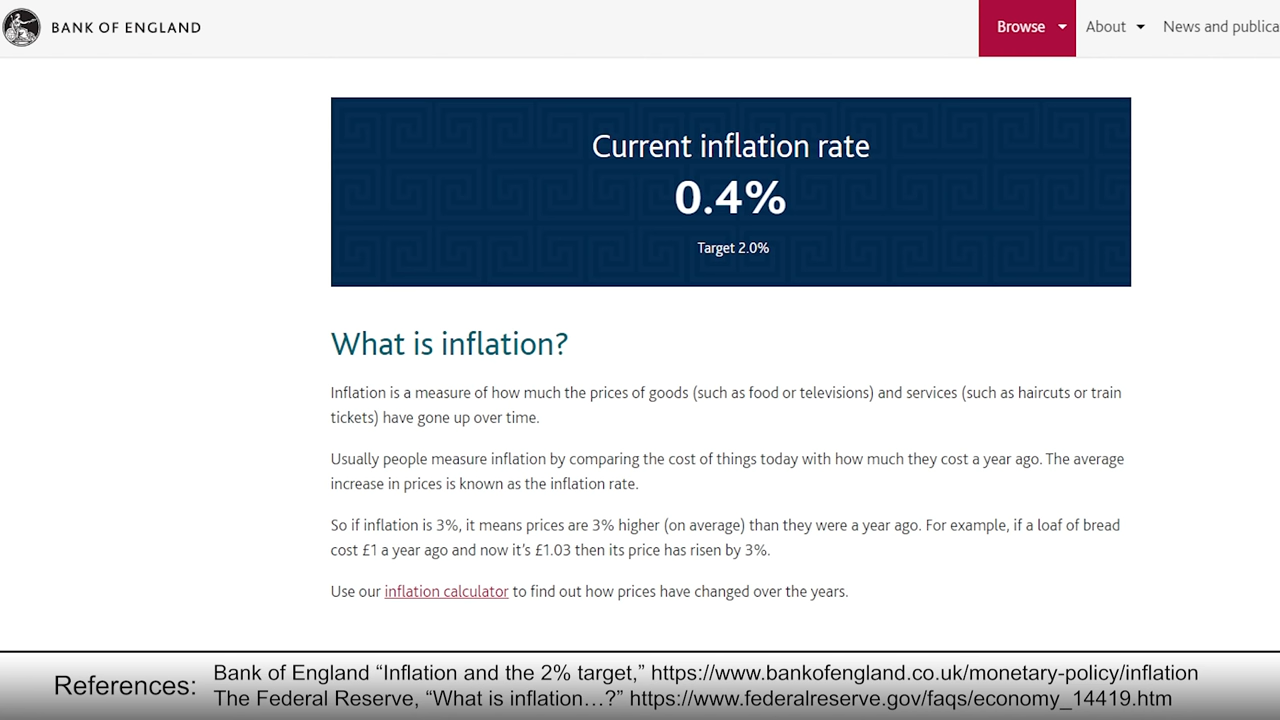 BANK OF ENGLAND
Browse
About
News and publica
Current inflation rate
0.4%
Target 2.0%
What is inflation?
Inflation is a measure of how much the prices of goods (such as food or televisions) and services (such as haircuts or train
tickets) have gone up over time.
Usually people measure inflation by comparing the cost of things today with how much they cost a year ago. The average
increase in prices is known as the inflation rate.
So if inflation is 3%, it means prices are 3% higher (on average) than they were a year ago. For example, if a loaf of bread
cost £1 a year ago and now it's £1.03 then its price has risen by 3%.
Use our inflation calculator to find out how prices have changed over the years.
References:
Bank of England “Inflation and the 2% target,” https://www.bankofengland.co.uk/monetary-policy/inflation
The Federal Reserve, “What is inflation…?” https://www.federalreserve.gov/faqs/economy_14419.htm